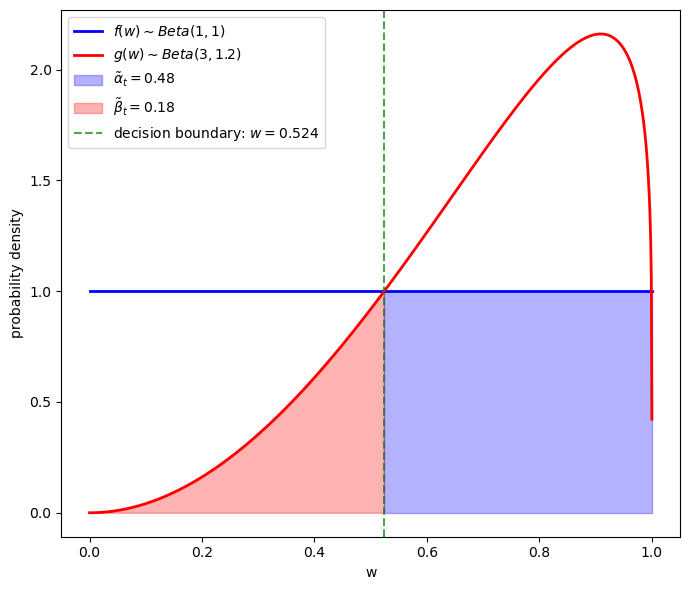 f(w) ∼ Beta(1, 1)
g(w) ∼ Beta(3, 1.2)
α̃ₜ = 0.48
β̃ₜ = 0.18
decision boundary: w = 0.524
probability density
2.0
1.5
1.0
0.5
0.0
0.0 0.2 0.4 0.6 0.8 1.0
w